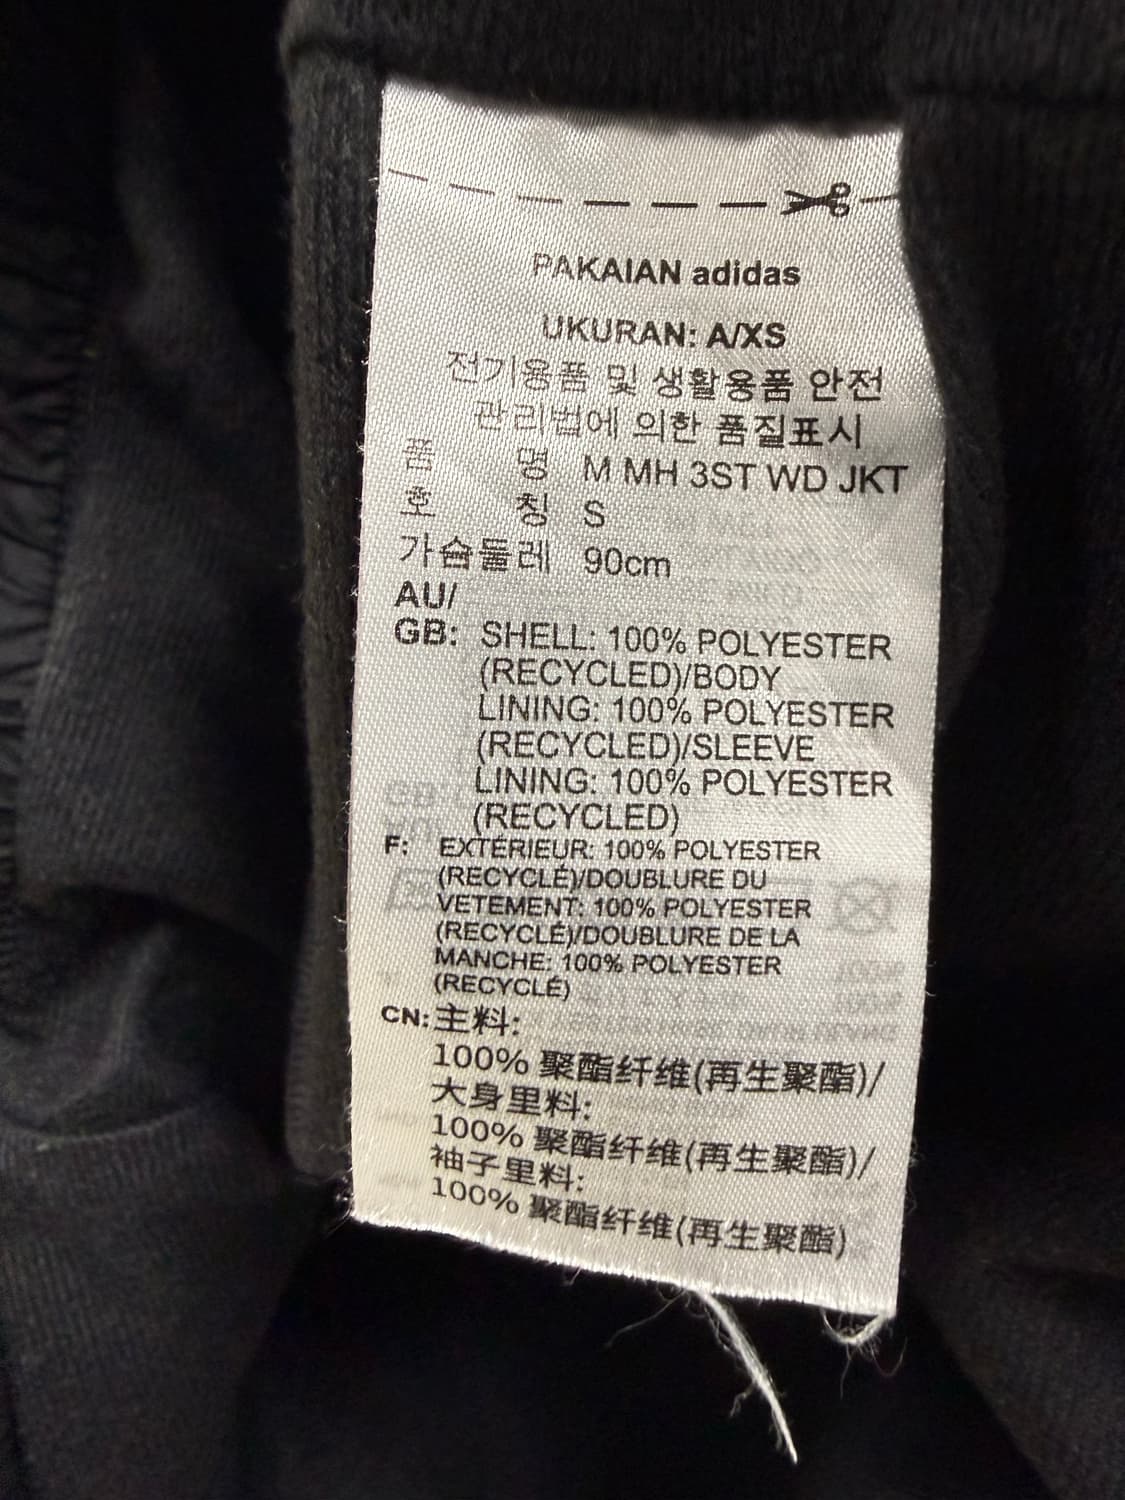 PAKAIAN adidas
UKURAN: A/XS
전기용품 및 생활용품 안전
관리법에 의한 품질표시
품 명 M MH 3ST WD JKT
호 칭 S
가슴둘레 90cm
AU/
GB: SHELL: 100% POLYESTER
(RECYCLED)/BODY
LINING: 100% POLYESTER
(RECYCLED)/SLEEVE
LINING: 100% POLYESTER
(RECYCLED)
F: EXTÉRIEUR: 100% POLYESTER
(RECYCLÉ)/DOUBLURE DU
VETEMENT: 100% POLYESTER
(RECYCLÉ)/DOUBLURE DE LA
MANCHE: 100% POLYESTER
(RECYCLÉ)
CN: 主料:
100% 聚酯纤维(再生聚酯)/
大身里料:
100% 聚酯纤维(再生聚酯)/
袖子里料:
100% 聚酯纤维(再生聚酯)